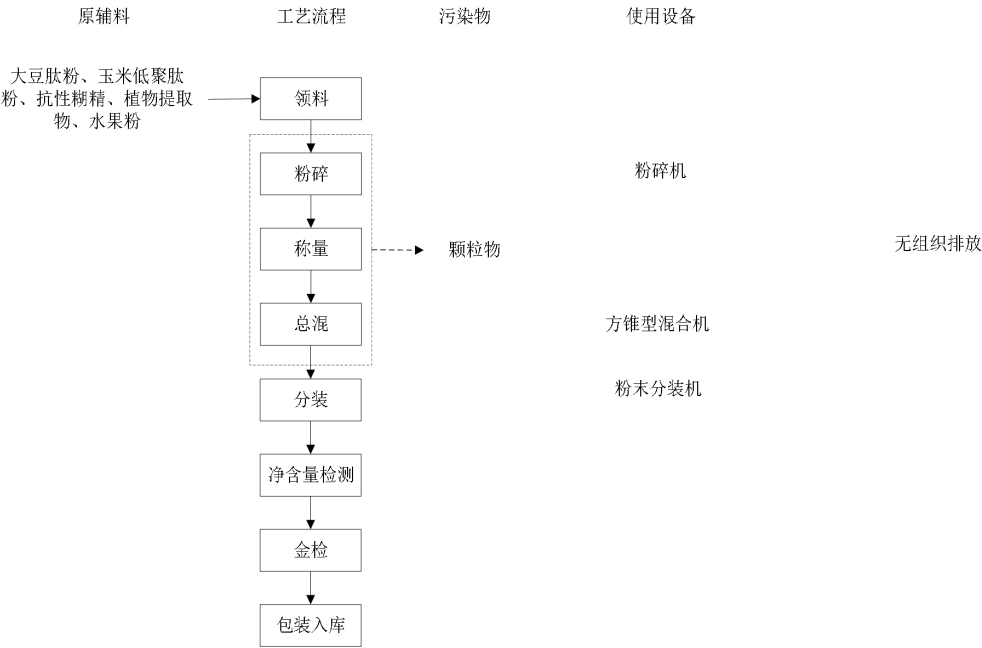 原辅料
工艺流程
污染物
使用设备
大豆肽粉、玉米低聚肽
粉、抗性糊精、植物提取
物、水果粉
领料
粉碎
粉碎机
称量
颗粒物
无组织排放
总混
方锥型混合机
分装
粉末分装机
净含量检测
金检
包装入库